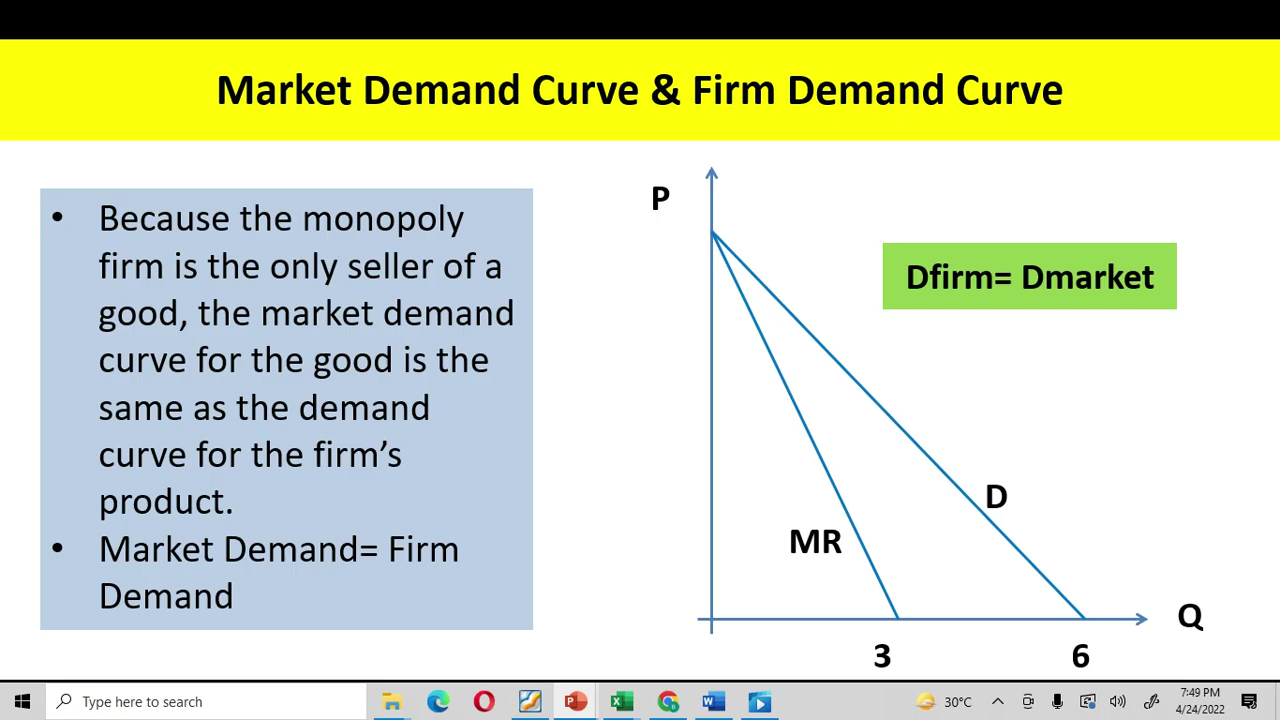 Market Demand Curve & Firm Demand Curve
• Because the monopoly
firm is the only seller of a
good, the market demand
curve for the good is the
same as the demand
curve for the firm’s
product.
• Market Demand= Firm
Demand
P
Dfirm= Dmarket
D
MR
Q
3
6
Type here to search
30°C
7:49 PM
4/24/2022